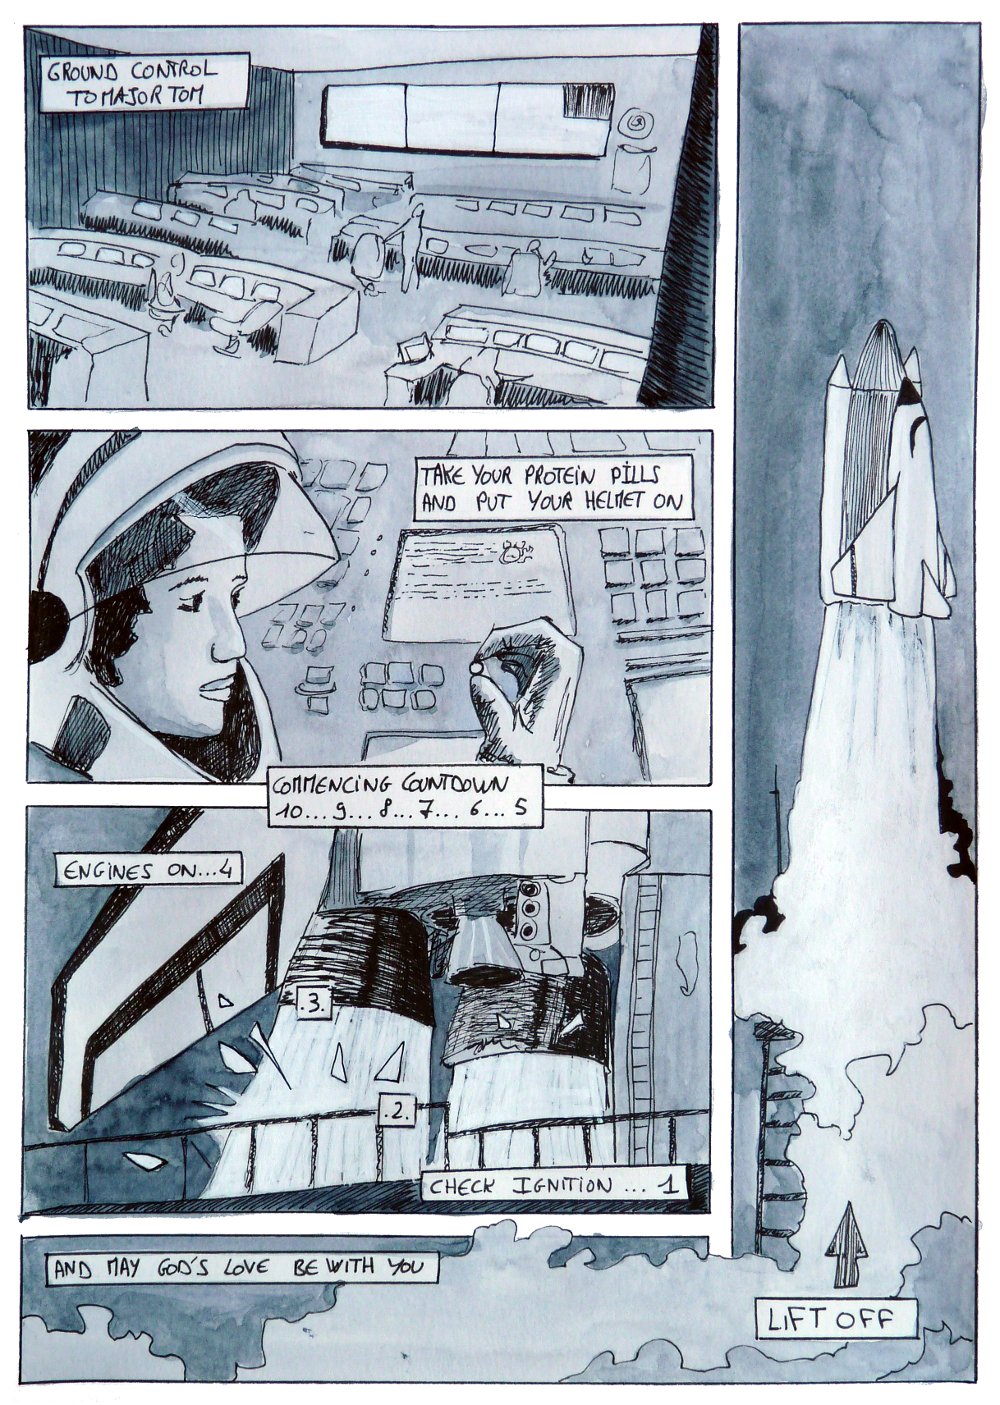 GROUND CONTROL
TO MAJOR TOM
TAKE YOUR PROTEIN PILLS
AND PUT YOUR HELMET ON
COMMENCING COUNTDOWN
10...9...8...7... 6...5
ENGINES ON...4
.3.
.2.
CHECK IGNITION ... 1
AND MAY GOD'S LOVE BE WITH YOU
LIFT OFF